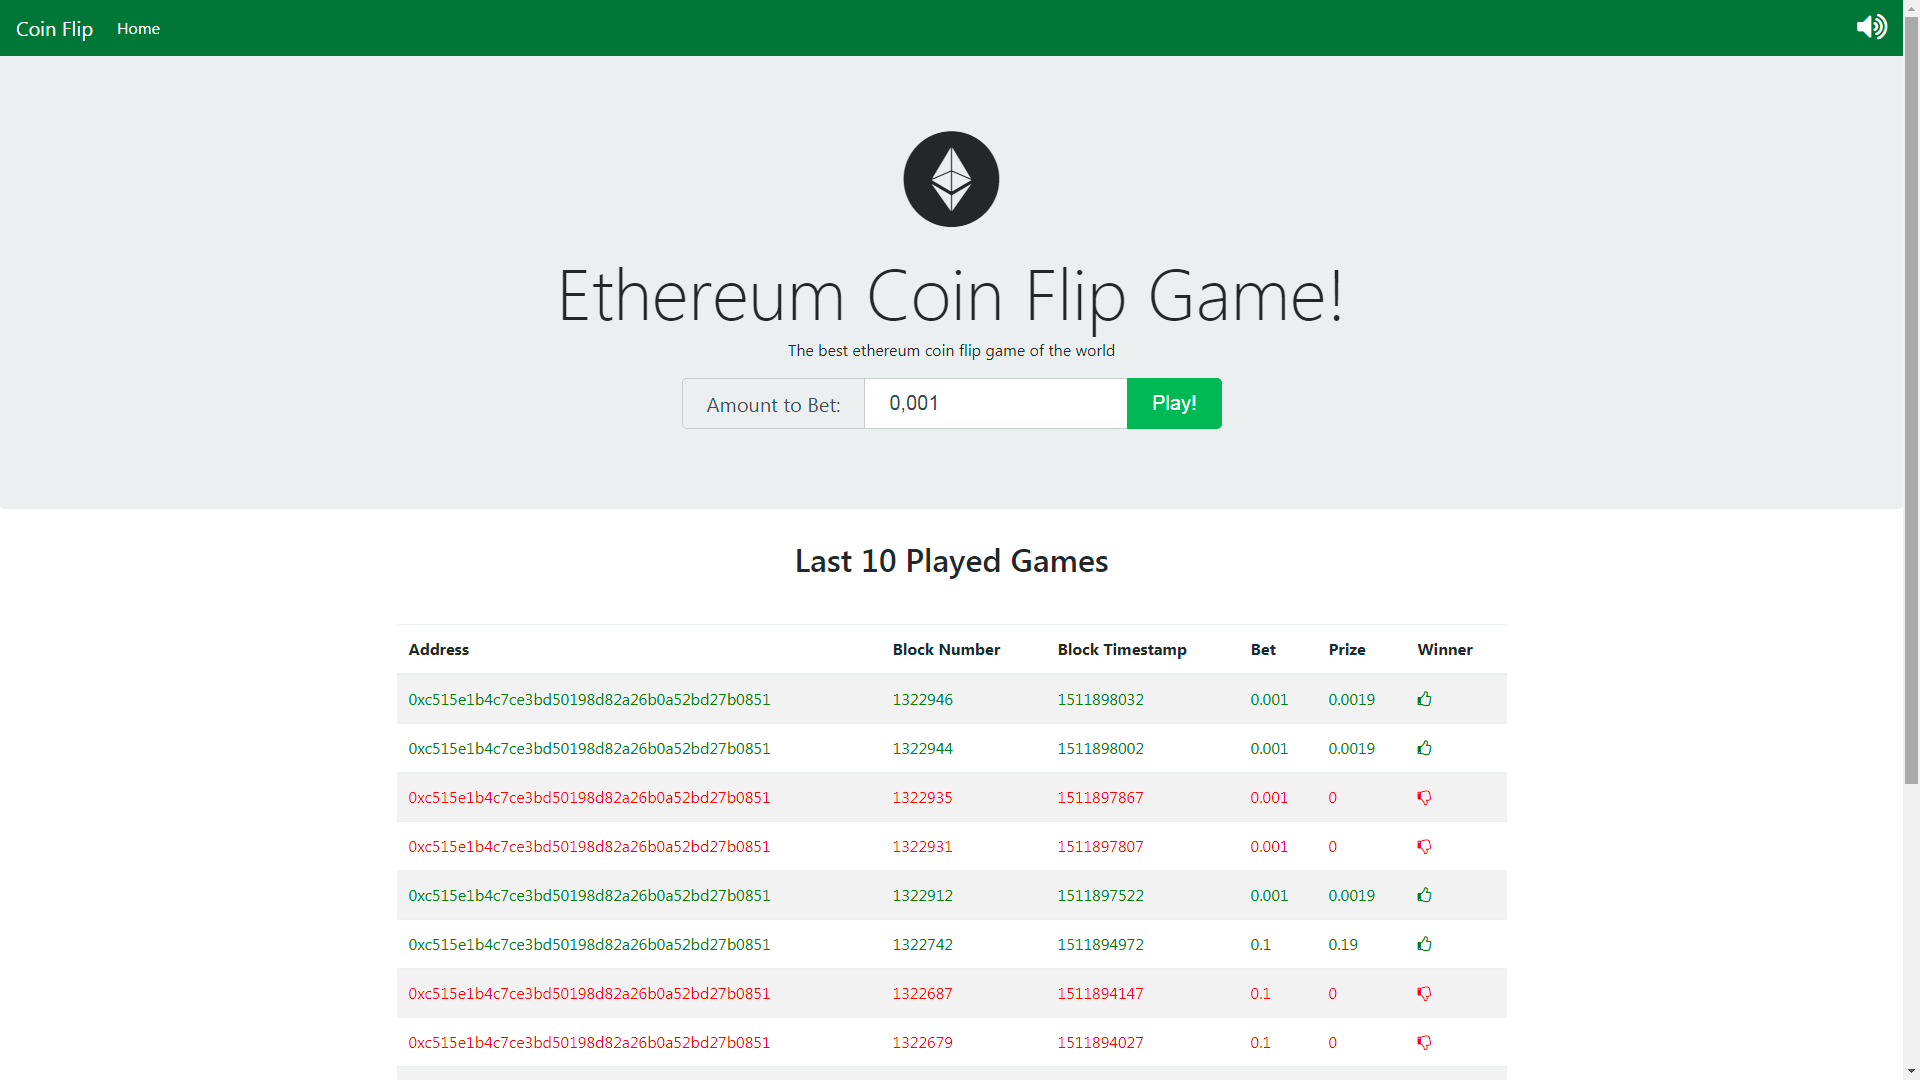 Coin Flip Home
Ethereum Coin Flip Game!
The best ethereum coin flip game of the world
Amount to Bet: 0,001 Play!
Last 10 Played Games
Address Block Number Block Timestamp Bet Prize Winner
0xc515e1b4c7ce3bd50198d82a26b0a52bd27b0851 1322946 1511898032 0.001 0.0019
0xc515e1b4c7ce3bd50198d82a26b0a52bd27b0851 1322944 1511898002 0.001 0.0019
0xc515e1b4c7ce3bd50198d82a26b0a52bd27b0851 1322935 1511897867 0.001 0
0xc515e1b4c7ce3bd50198d82a26b0a52bd27b0851 1322931 1511897807 0.001 0
0xc515e1b4c7ce3bd50198d82a26b0a52bd27b0851 1322912 1511897522 0.001 0.0019
0xc515e1b4c7ce3bd50198d82a26b0a52bd27b0851 1322742 1511894972 0.1 0.19
0xc515e1b4c7ce3bd50198d82a26b0a52bd27b0851 1322687 1511894147 0.1 0
0xc515e1b4c7ce3bd50198d82a26b0a52bd27b0851 1322679 1511894027 0.1 0